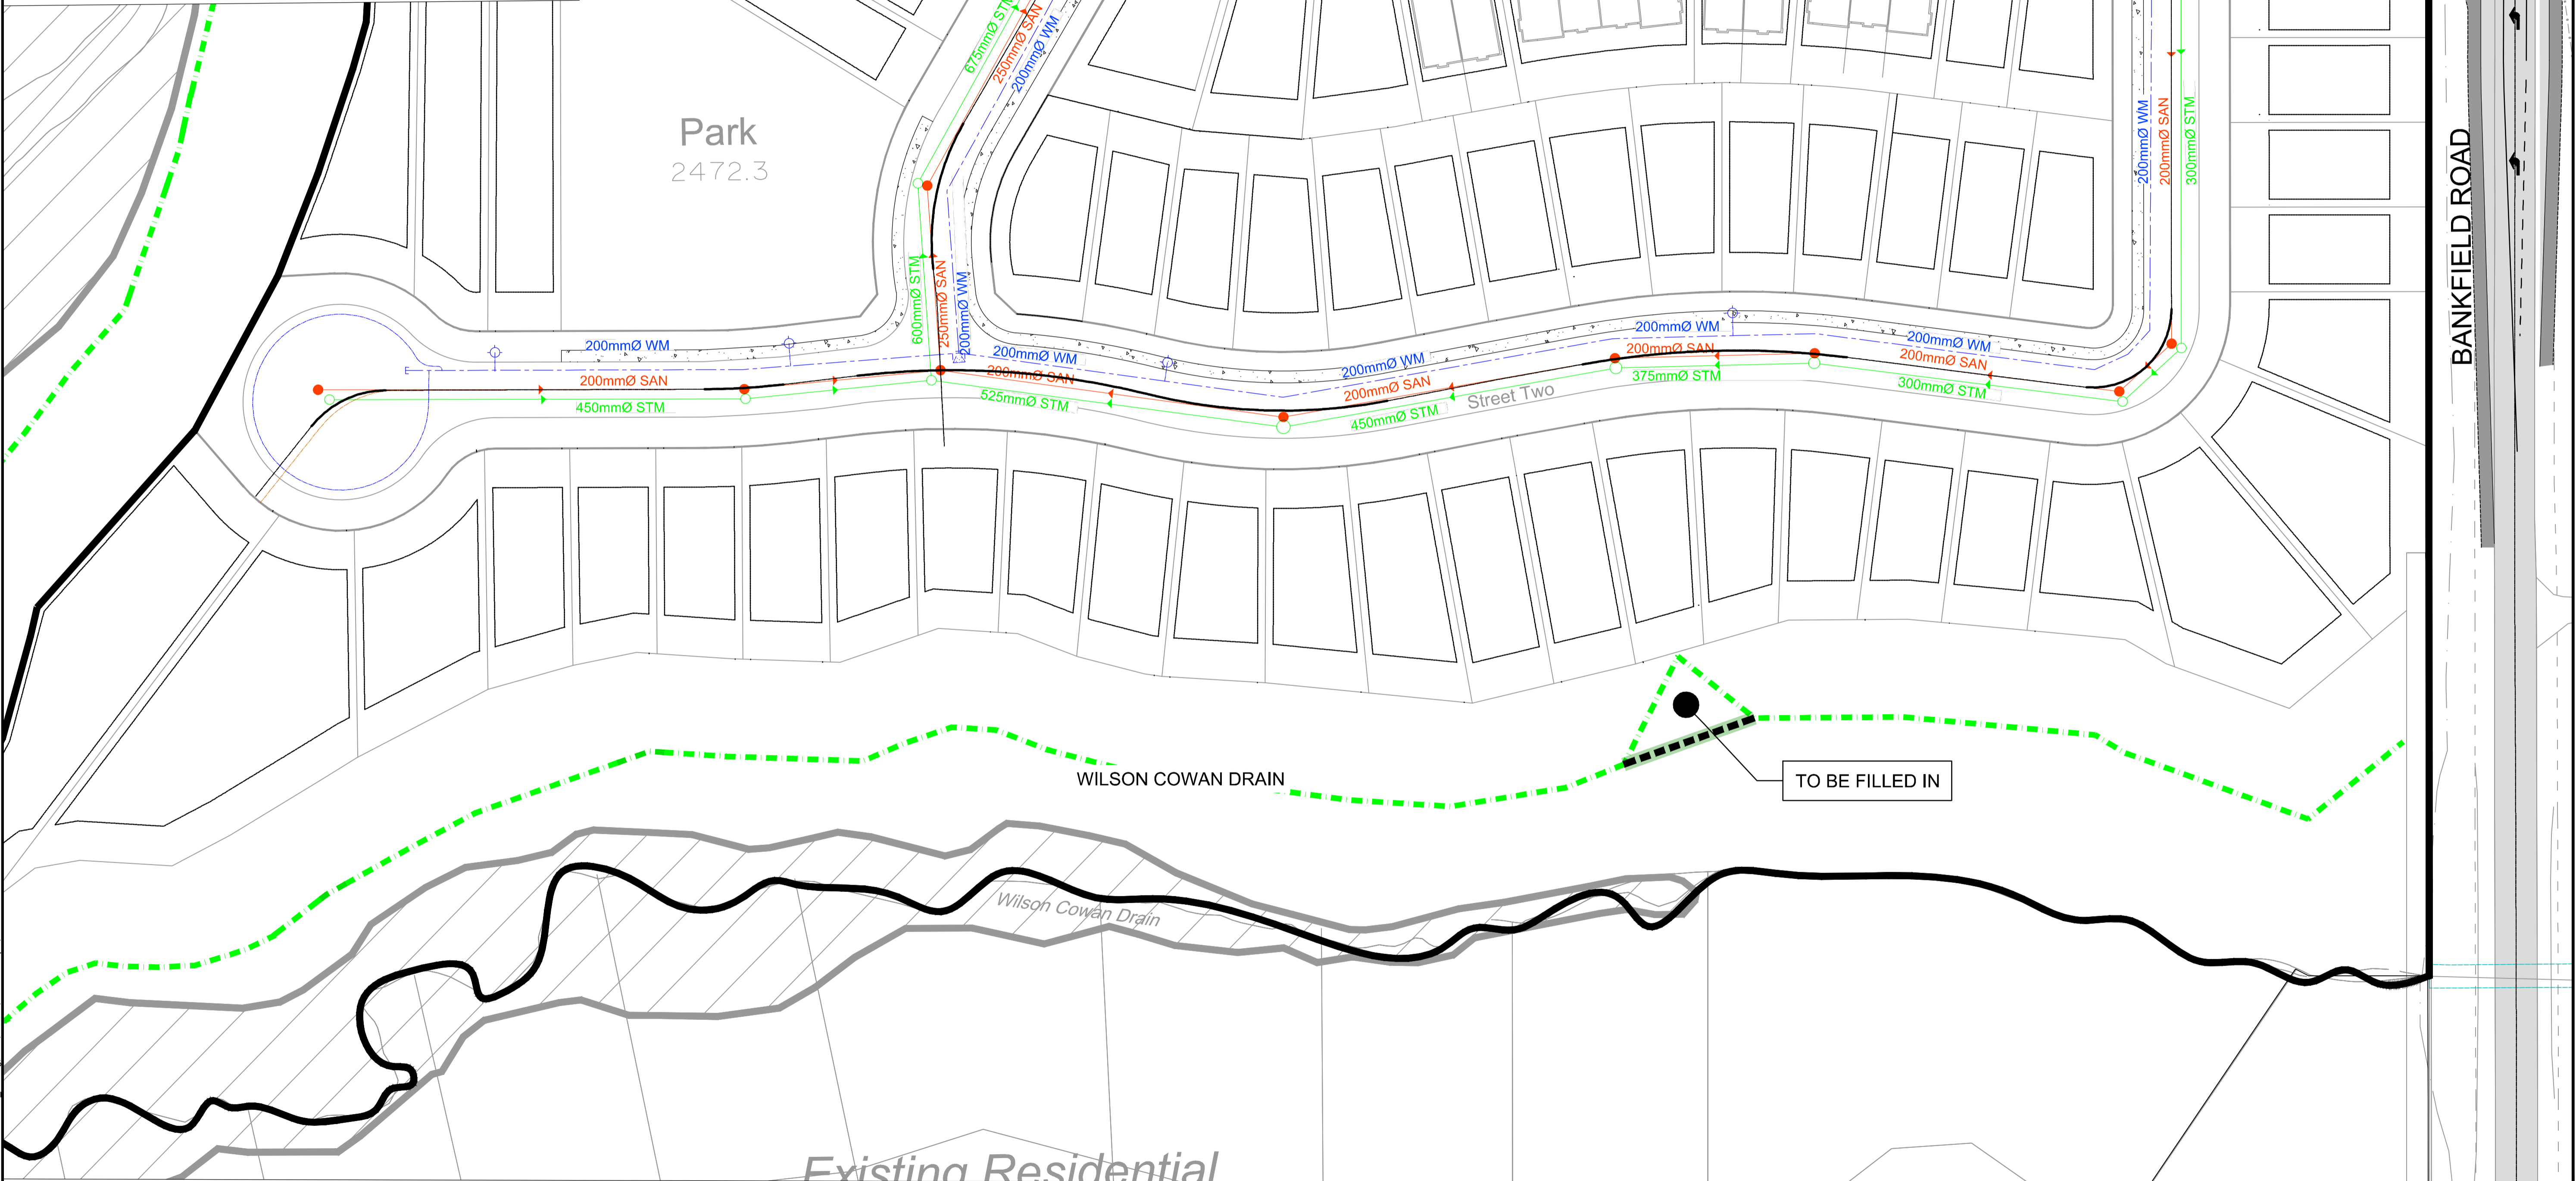 675mmØ STM
250mmØ SAN
200mmØ WM
Park
2472.3
200mmØ WM
200mmØ SAN
300mmØ STM
BANKFIELD ROAD
600mmØ STM
250mmØ SAN
200mmØ WM
200mmØ WM
200mmØ SAN
450mmØ STM
200mmØ WM
200mmØ SAN
525mmØ STM
200mmØ WM
200mmØ SAN
450mmØ STM
Street Two
200mmØ WM
200mmØ SAN
375mmØ STM
200mmØ WM
200mmØ SAN
300mmØ STM
WILSON COWAN DRAIN
TO BE FILLED IN
Wilson Cowan Drain
Existing Residential